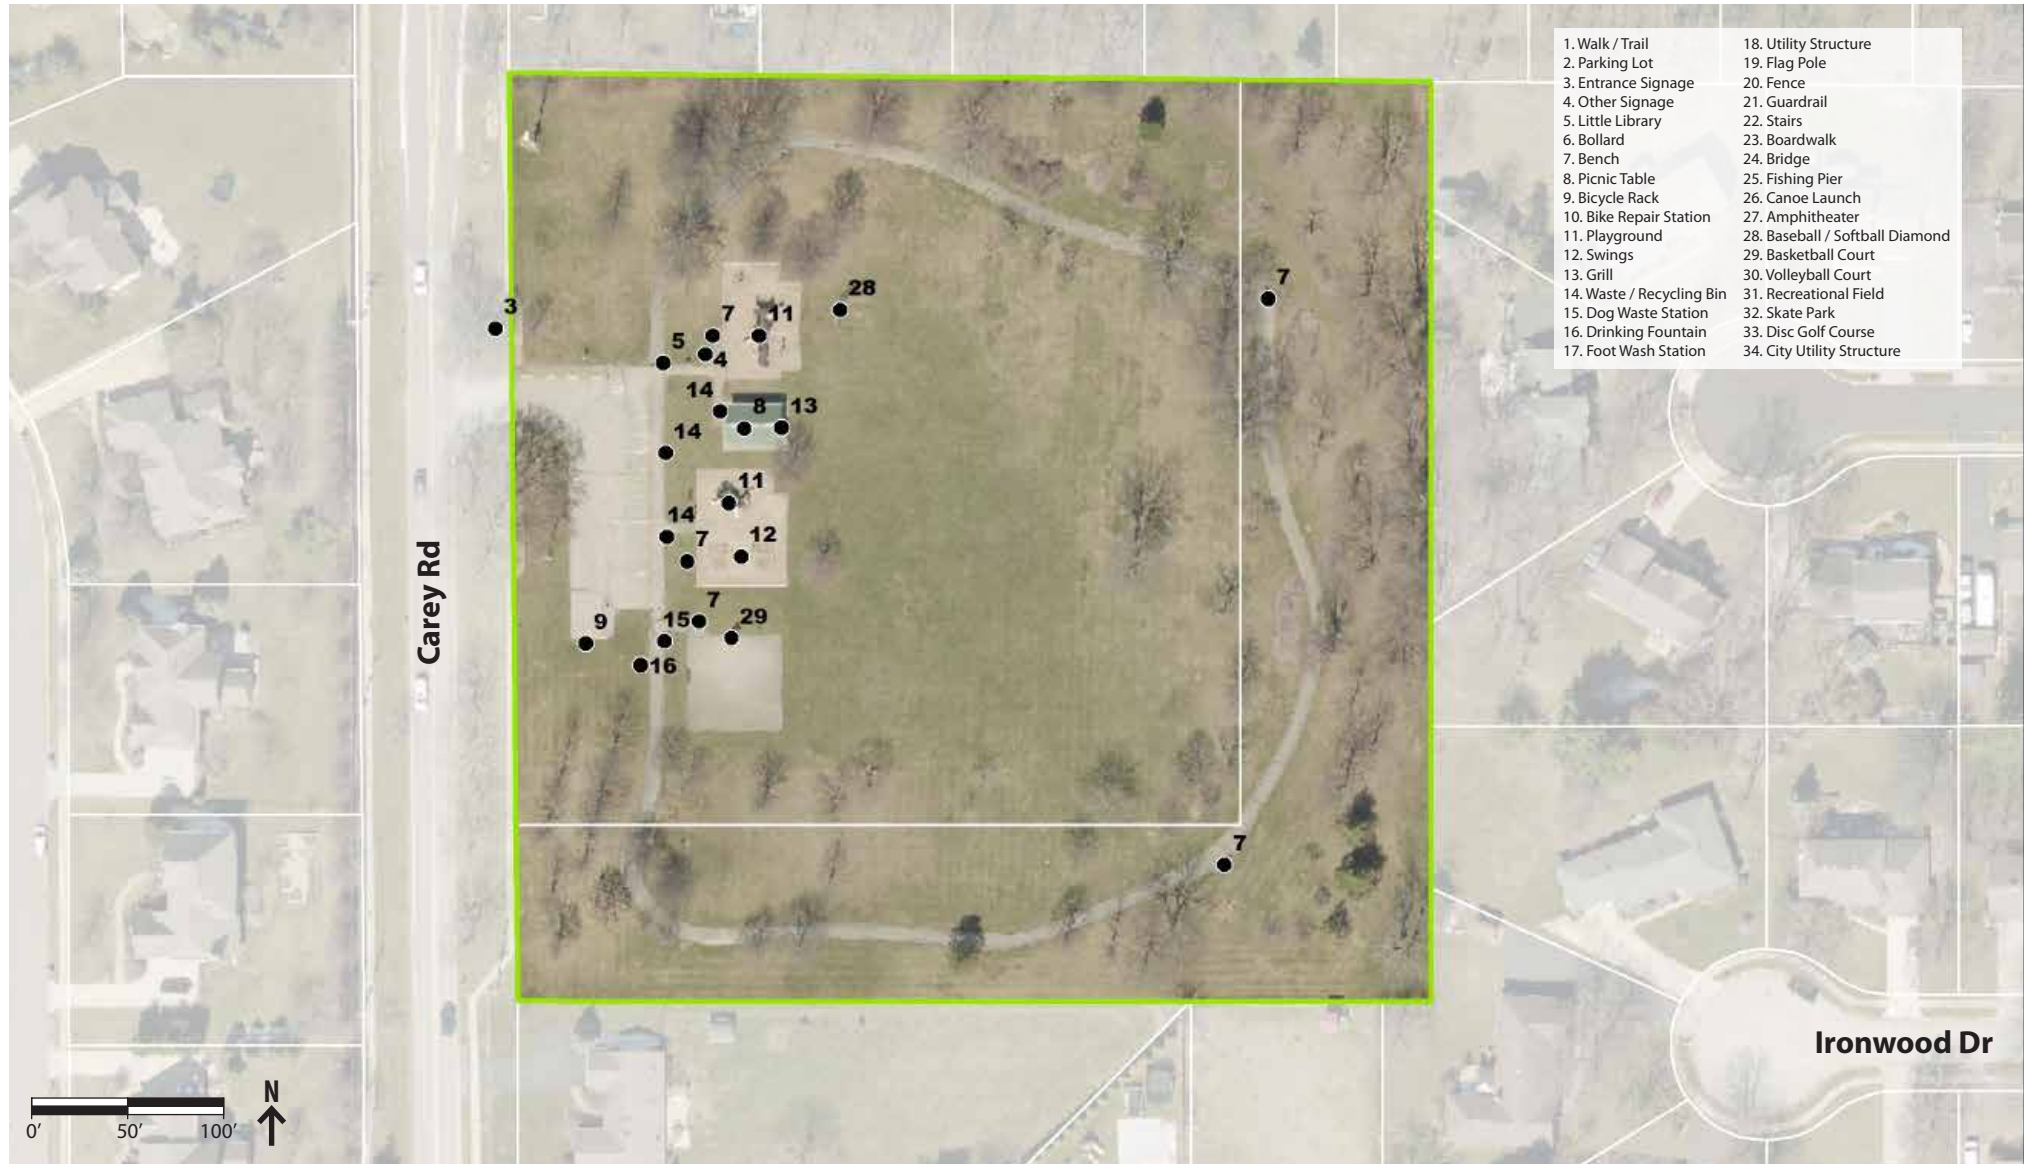 1. Walk / Trail
2. Parking Lot
3. Entrance Signage
4. Other Signage
5. Little Library
6. Bollard
7. Bench
8. Picnic Table
9. Bicycle Rack
10. Bike Repair Station
11. Playground
12. Swings
13. Grill
14. Waste / Recycling Bin
15. Dog Waste Station
16. Drinking Fountain
17. Foot Wash Station
18. Utility Structure
19. Flag Pole
20. Fence
21. Guardrail
22. Stairs
23. Boardwalk
24. Bridge
25. Fishing Pier
26. Canoe Launch
27. Amphitheater
28. Baseball / Softball Diamond
29. Basketball Court
30. Volleyball Court
31. Recreational Field
32. Skate Park
33. Disc Golf Course
34. City Utility Structure
7
28
3
7
11
5
4
14
8
13
14
11
14
7
12
7
9
15
29
16
7
Carey Rd
Ironwood Dr
N
0’
50’
100’